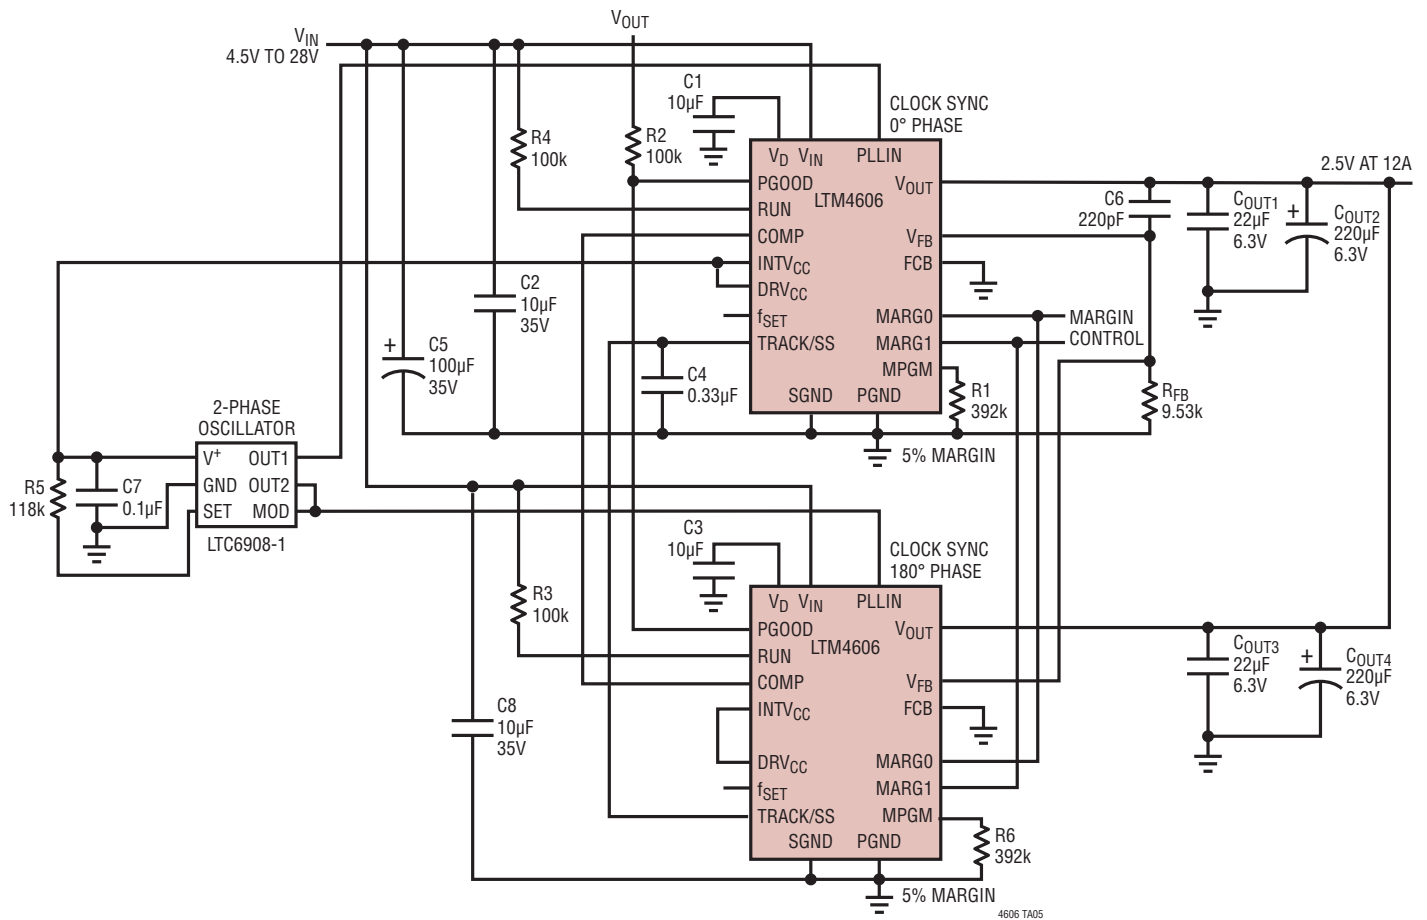 VOUT
VIN
4.5V TO 28V
C1
10µF
CLOCK SYNC
0° PHASE
R4
100k
R2
100k
VD VIN PLLIN
PGOOD
RUN
COMP
INTVCC
DRVCC
fSET
TRACK/SS
SGND PGND
LTM4606
VOUT
VFB
FCB
MARG0
MARG1
MPGM
2.5V AT 12A
C6
220pF
COUT1
22µF
6.3V
+
COUT2
220µF
6.3V
MARGIN
CONTROL
C2
10µF
35V
+
C5
100µF
35V
C4
0.33µF
R1
392k
RFB
9.53k
5% MARGIN
2-PHASE
OSCILLATOR
V+ OUT1
GND OUT2
SET MOD
LTC6908-1
R5
118k
C7
0.1µF
C3
10µF
CLOCK SYNC
180° PHASE
R3
100k
VD VIN PLLIN
PGOOD
RUN
COMP
INTVCC
DRVCC
fSET
TRACK/SS
SGND PGND
LTM4606
VOUT
VFB
FCB
MARG0
MARG1
MPGM
COUT3
22µF
6.3V
+
COUT4
220µF
6.3V
C8
10µF
35V
R6
392k
5% MARGIN
4606 TA05